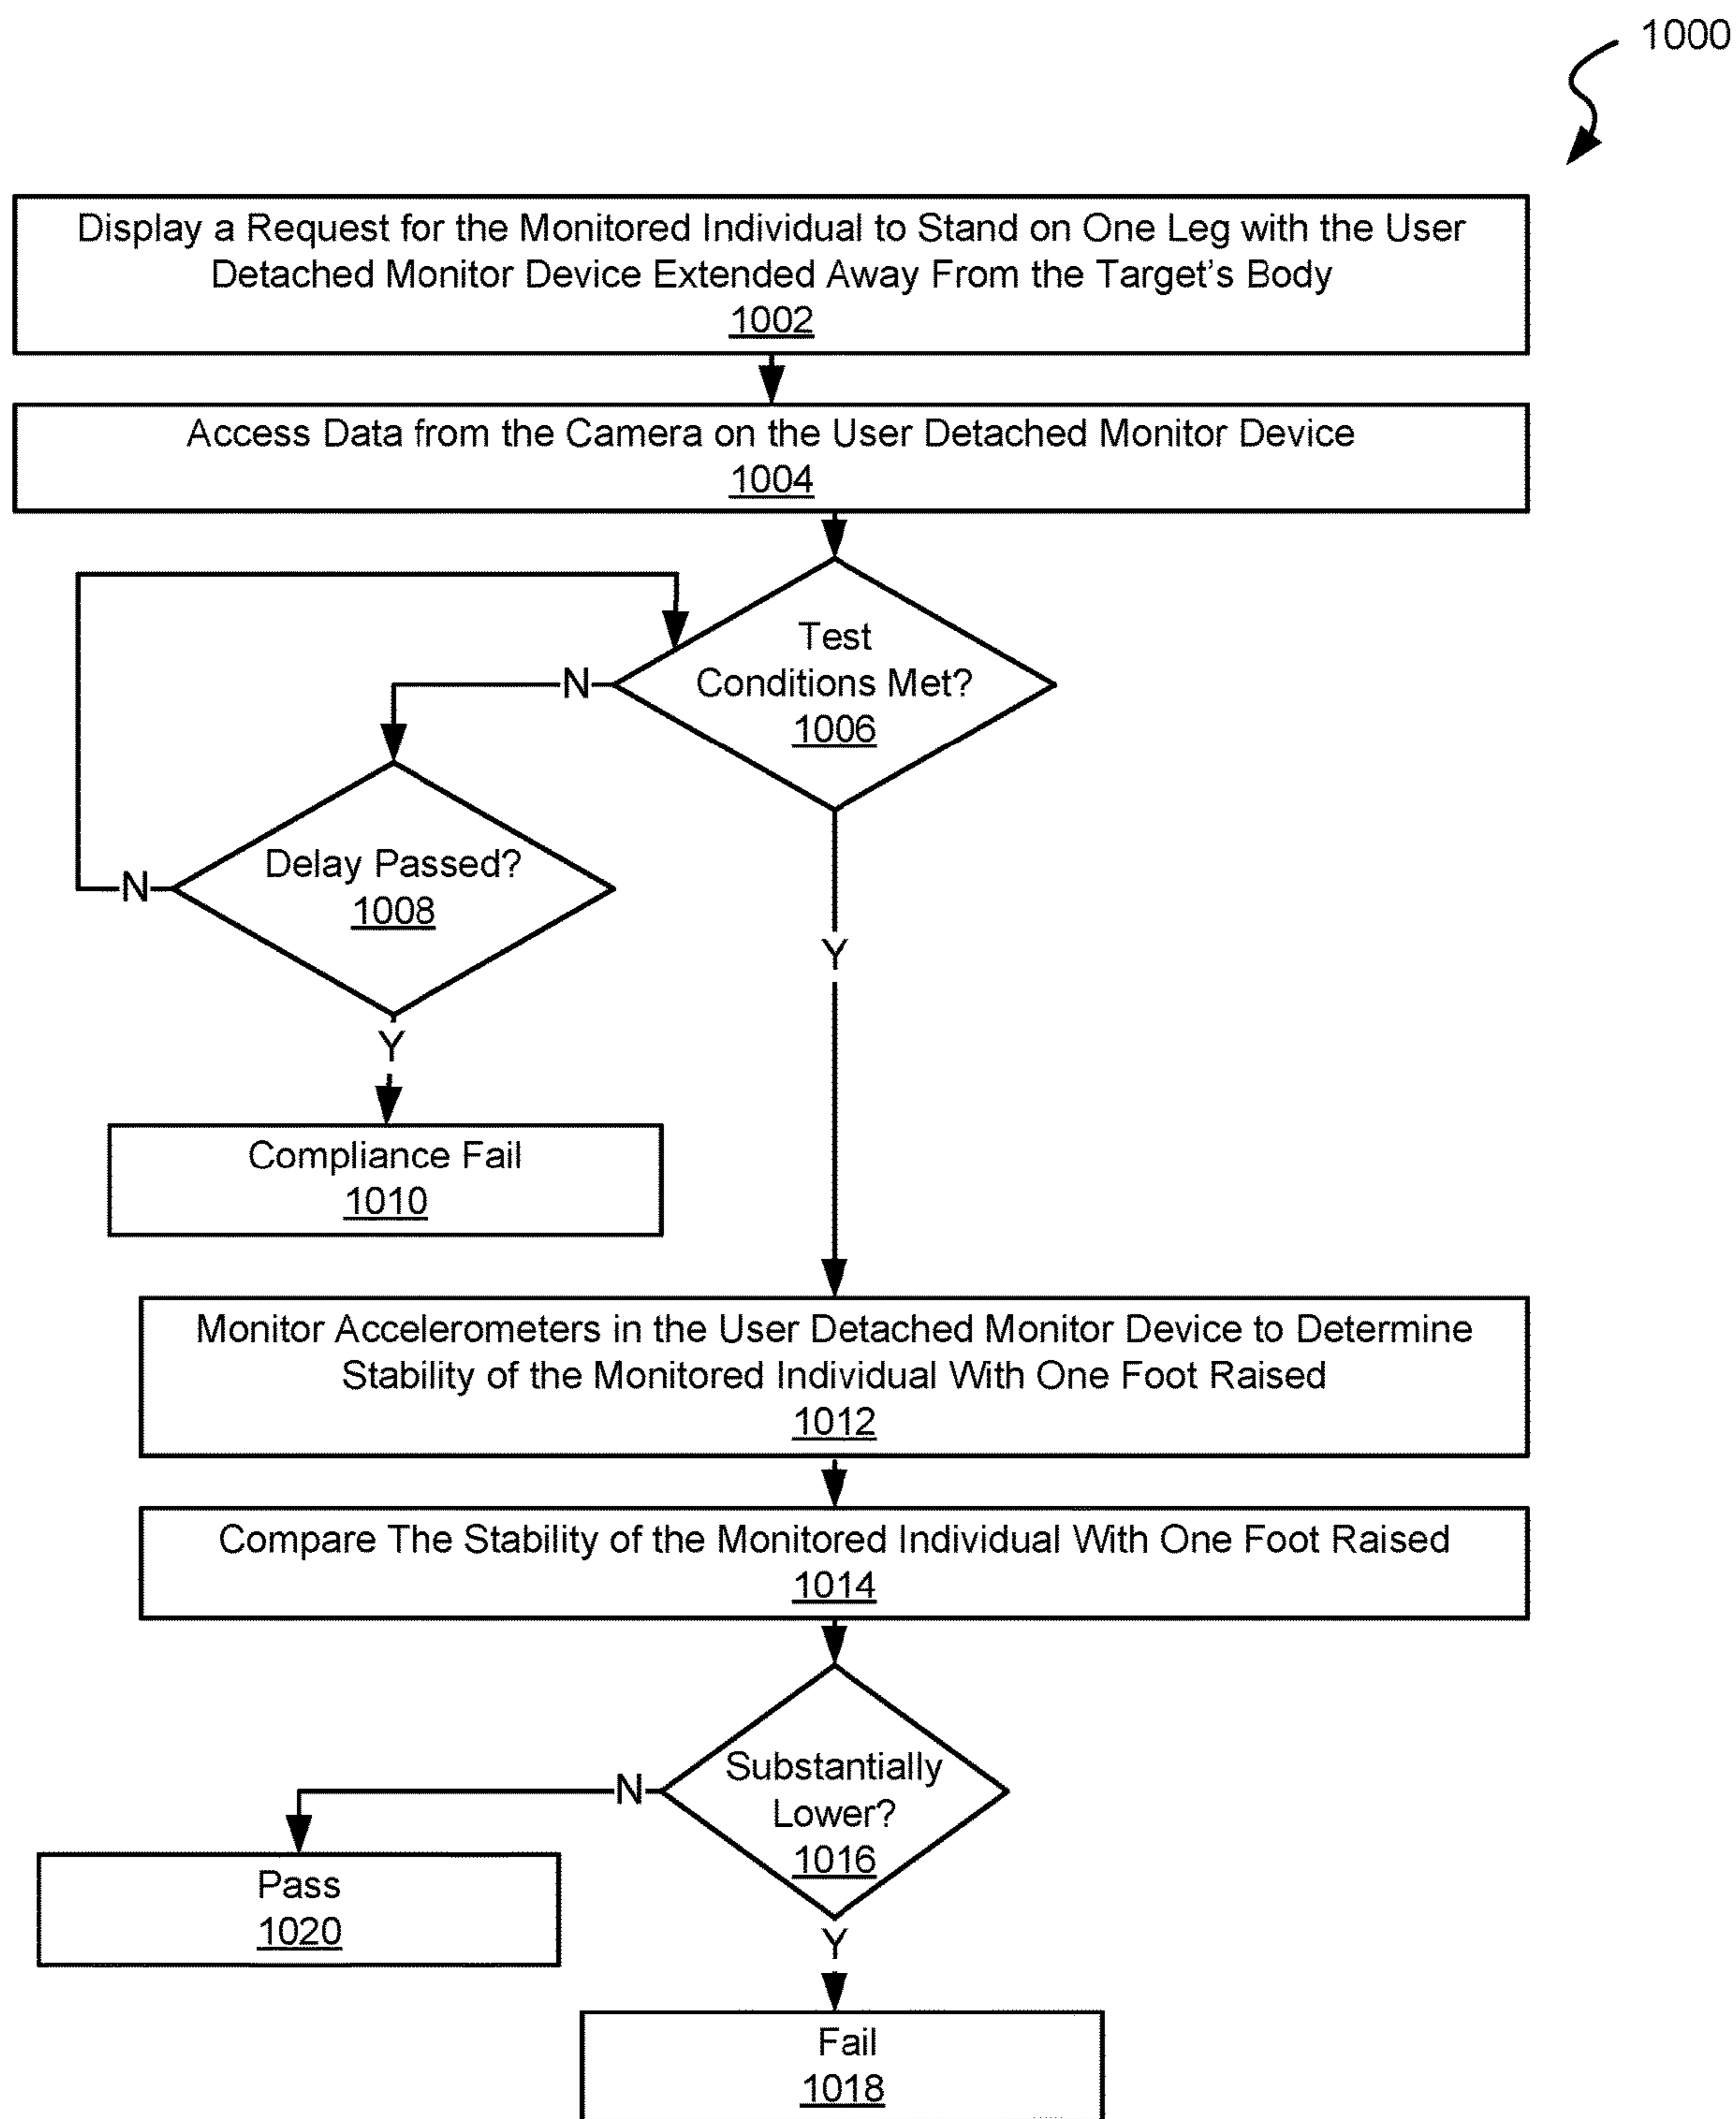 1000
Display a Request for the Monitored Individual to Stand on One Leg with the User
Detached Monitor Device Extended Away From the Target's Body
1002
Access Data from the Camera on the User Detached Monitor Device
1004
Test
Conditions Met?
1006
N
Delay Passed?
1008
N
Y
Y
Compliance Fail
1010
Monitor Accelerometers in the User Detached Monitor Device to Determine
Stability of the Monitored Individual With One Foot Raised
1012
Compare The Stability of the Monitored Individual With One Foot Raised
1014
Substantially
Lower?
1016
N
Pass
1020
Y
Fail
1018